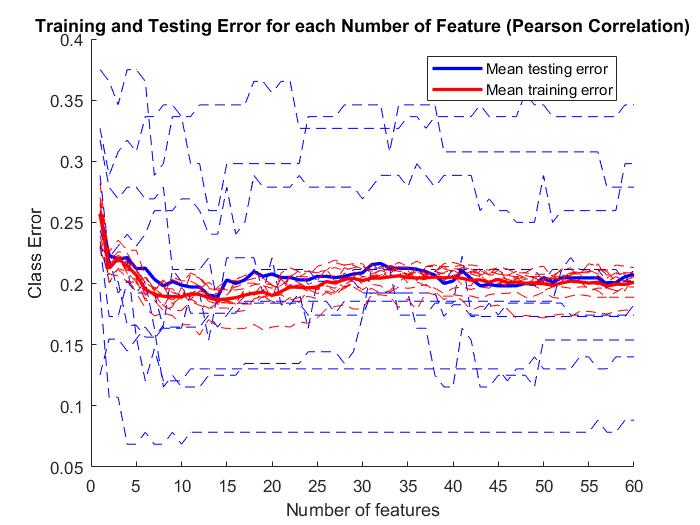 Training and Testing Error for each Number of Feature (Pearson Correlation)
0.4
0.35
0.3
0.25
0.2
0.15
0.1
0.05
Class Error
Mean testing error
Mean training error
0 5 10 15 20 25 30 35 40 45 50 55 60
Number of features